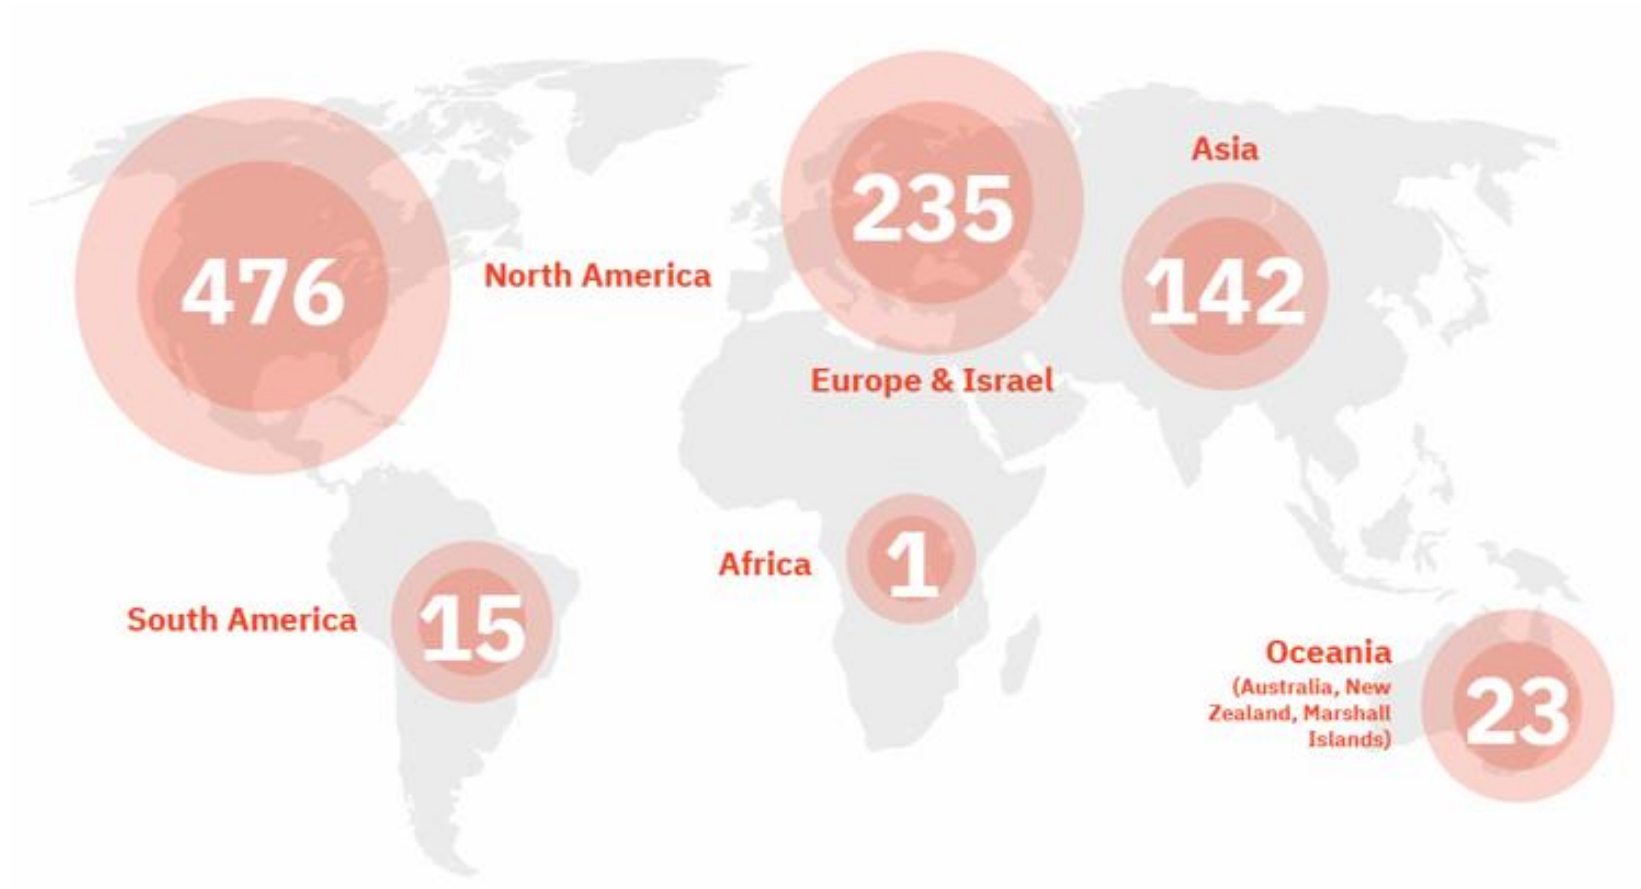 476
North America
235
Europe & Israel
Asia
142
Africa
1
South America
15
Oceania
(Australia, New
Zealand, Marshall
Islands)
23